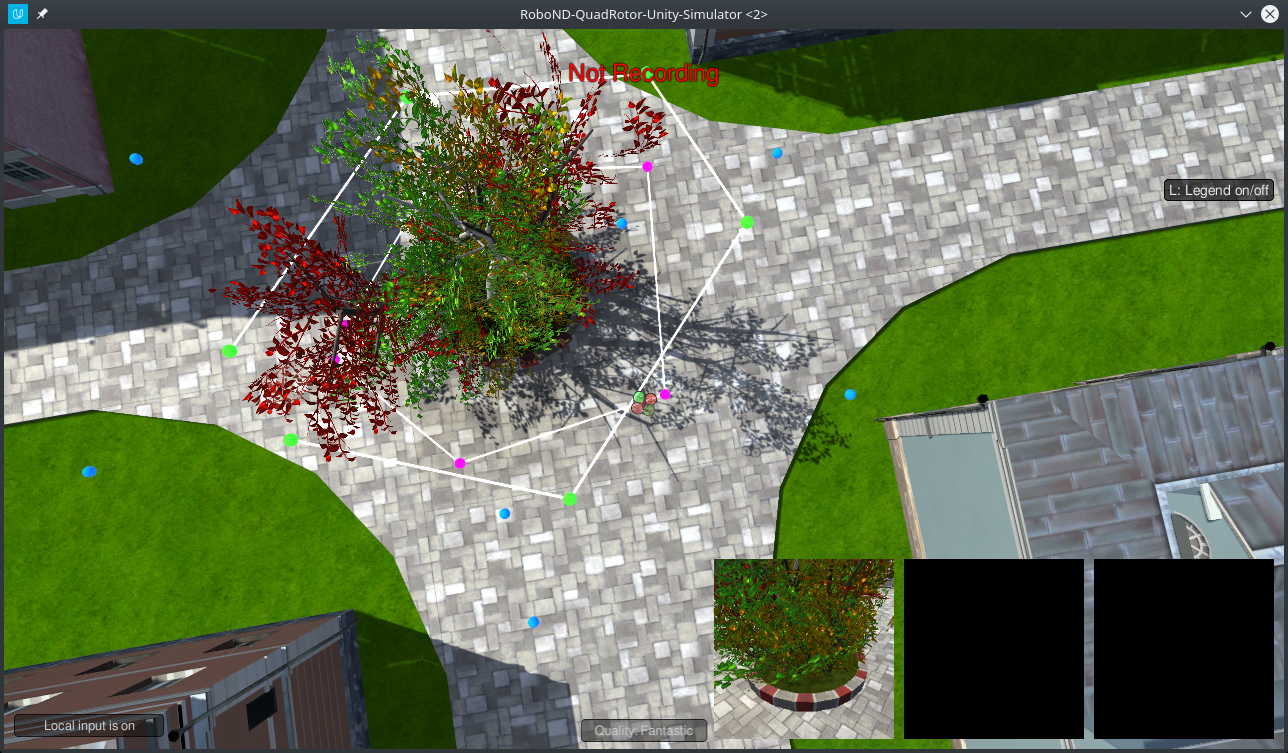 RoboND-QuadRotor-Unity-Simulator <2>
Not Recording
L: Legend on/off
Local input is on
Quality: Fantastic